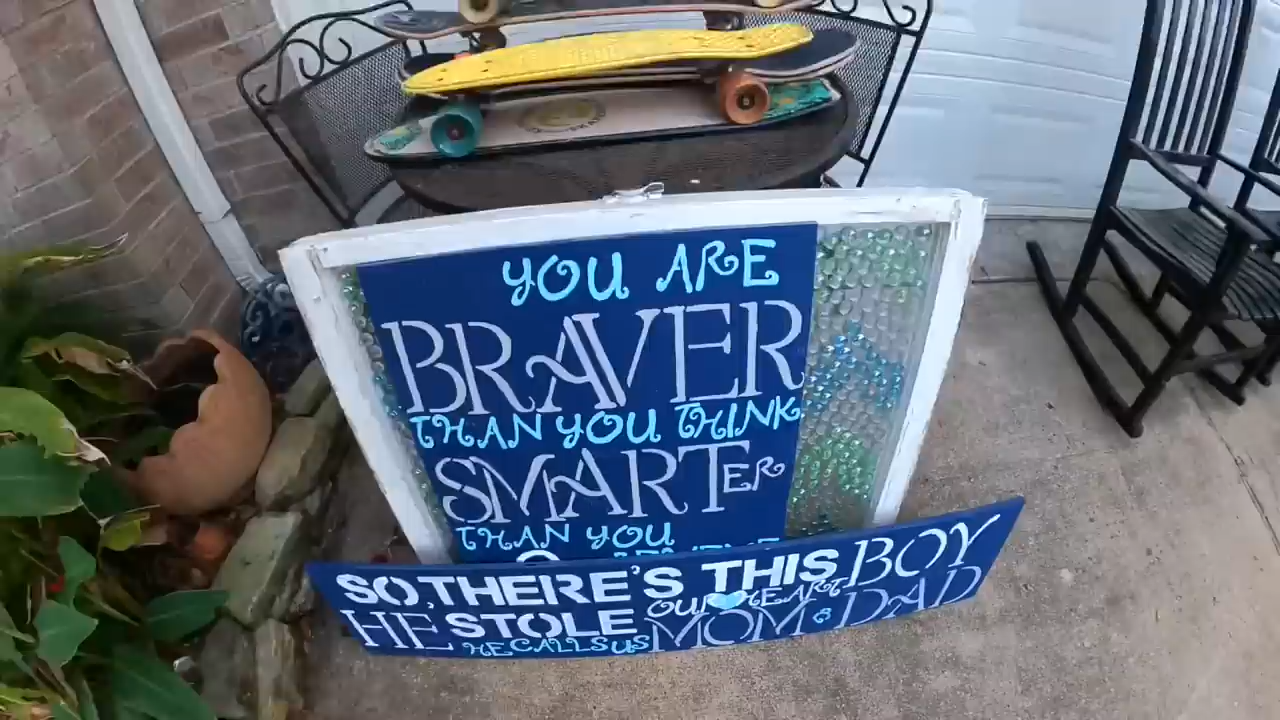 YOU ARE
BRAVER
THAN YOU THINK
SMARTER
THAN YOU
SO, THERE'S THIS BOY
HE STOLE OUR HEART
HE CALLS US MOM & DAD